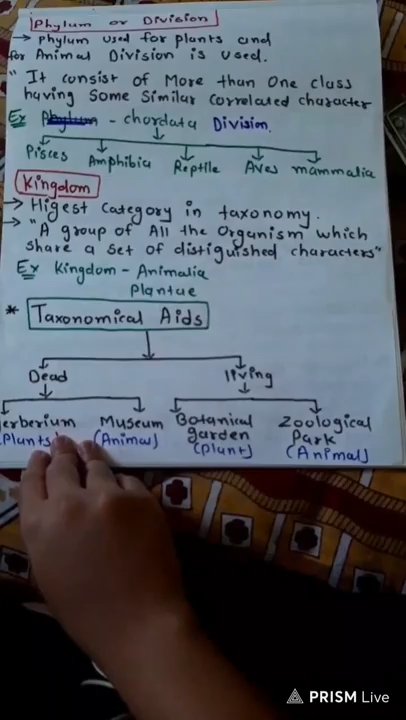 Phylum or Division
→ Phylum used for plants and
for Animal Division is used.
" It consist of More than One class
having Some Similar Correlated character
Ex - chordata Division.
Pisces Amphibia Reptile Aves mammalia
Kingdom
→ Higest Category in taxonomy.
→ "A group of All the Organism which
share a set of distiguished characters"
Ex Kingdom - Animalia
Plantae
* Taxonomical Aids
Dead living
erberium Museum Botanical Zoological
(Plants) (Animal) garden Park
(Plant) (Animals)
PRISM Live